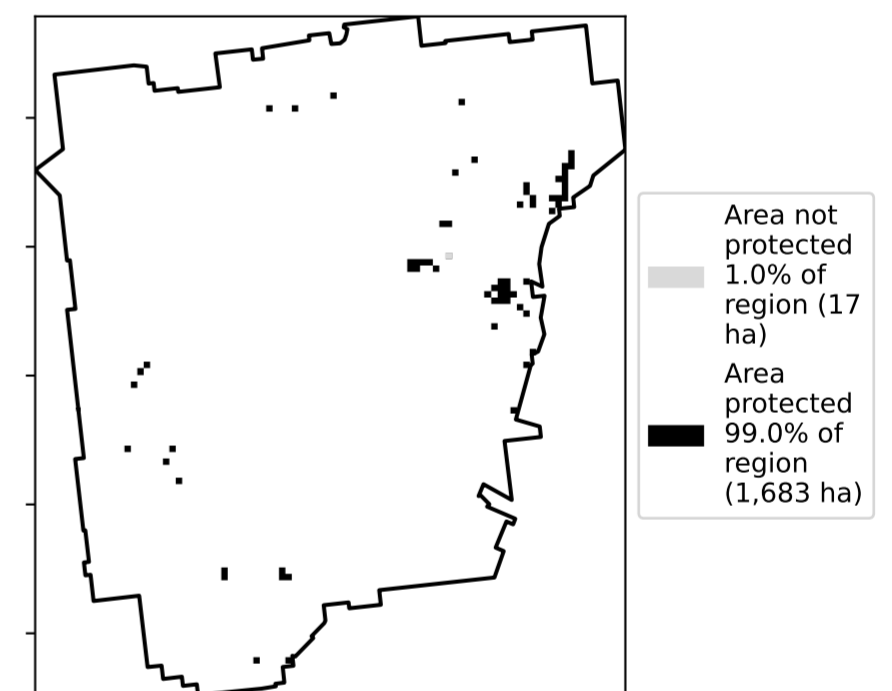 Area not
protected
1.0% of
region (17
ha)
Area
protected
99.0% of
region
(1,683 ha)